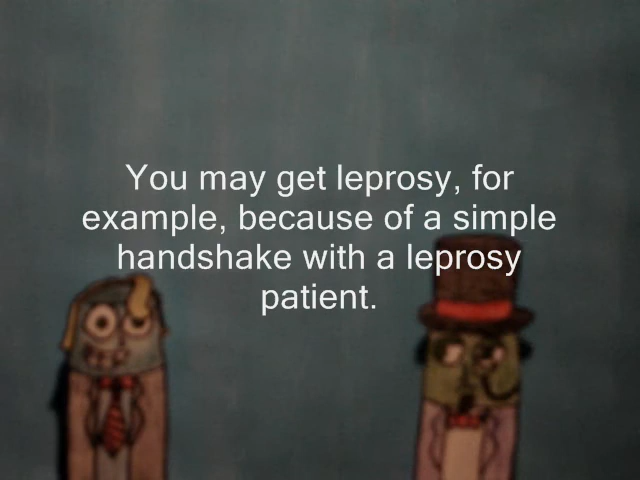 You may get leprosy, for
example, because of a simple
handshake with a leprosy
patient.